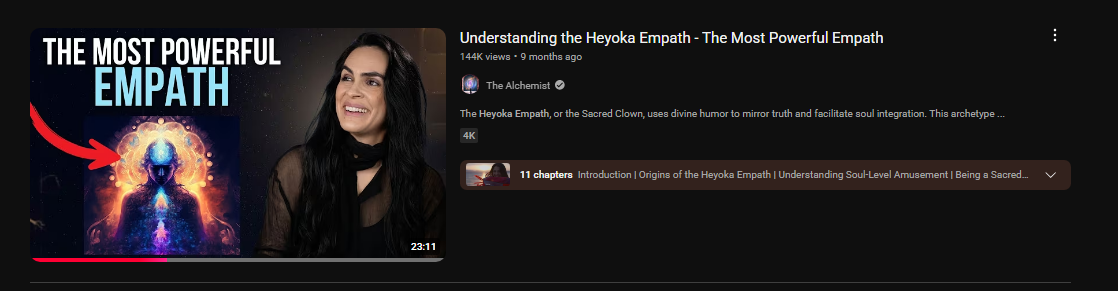 THE MOST POWERFUL
EMPATH
23:11
Understanding the Heyoka Empath - The Most Powerful Empath
144K views • 9 months ago
The Alchemist
The Heyoka Empath, or the Sacred Clown, uses divine humor to mirror truth and facilitate soul integration. This archetype ...
4K
11 chapters Introduction | Origins of the Heyoka Empath | Understanding Soul-Level Amusement | Being a Sacred...